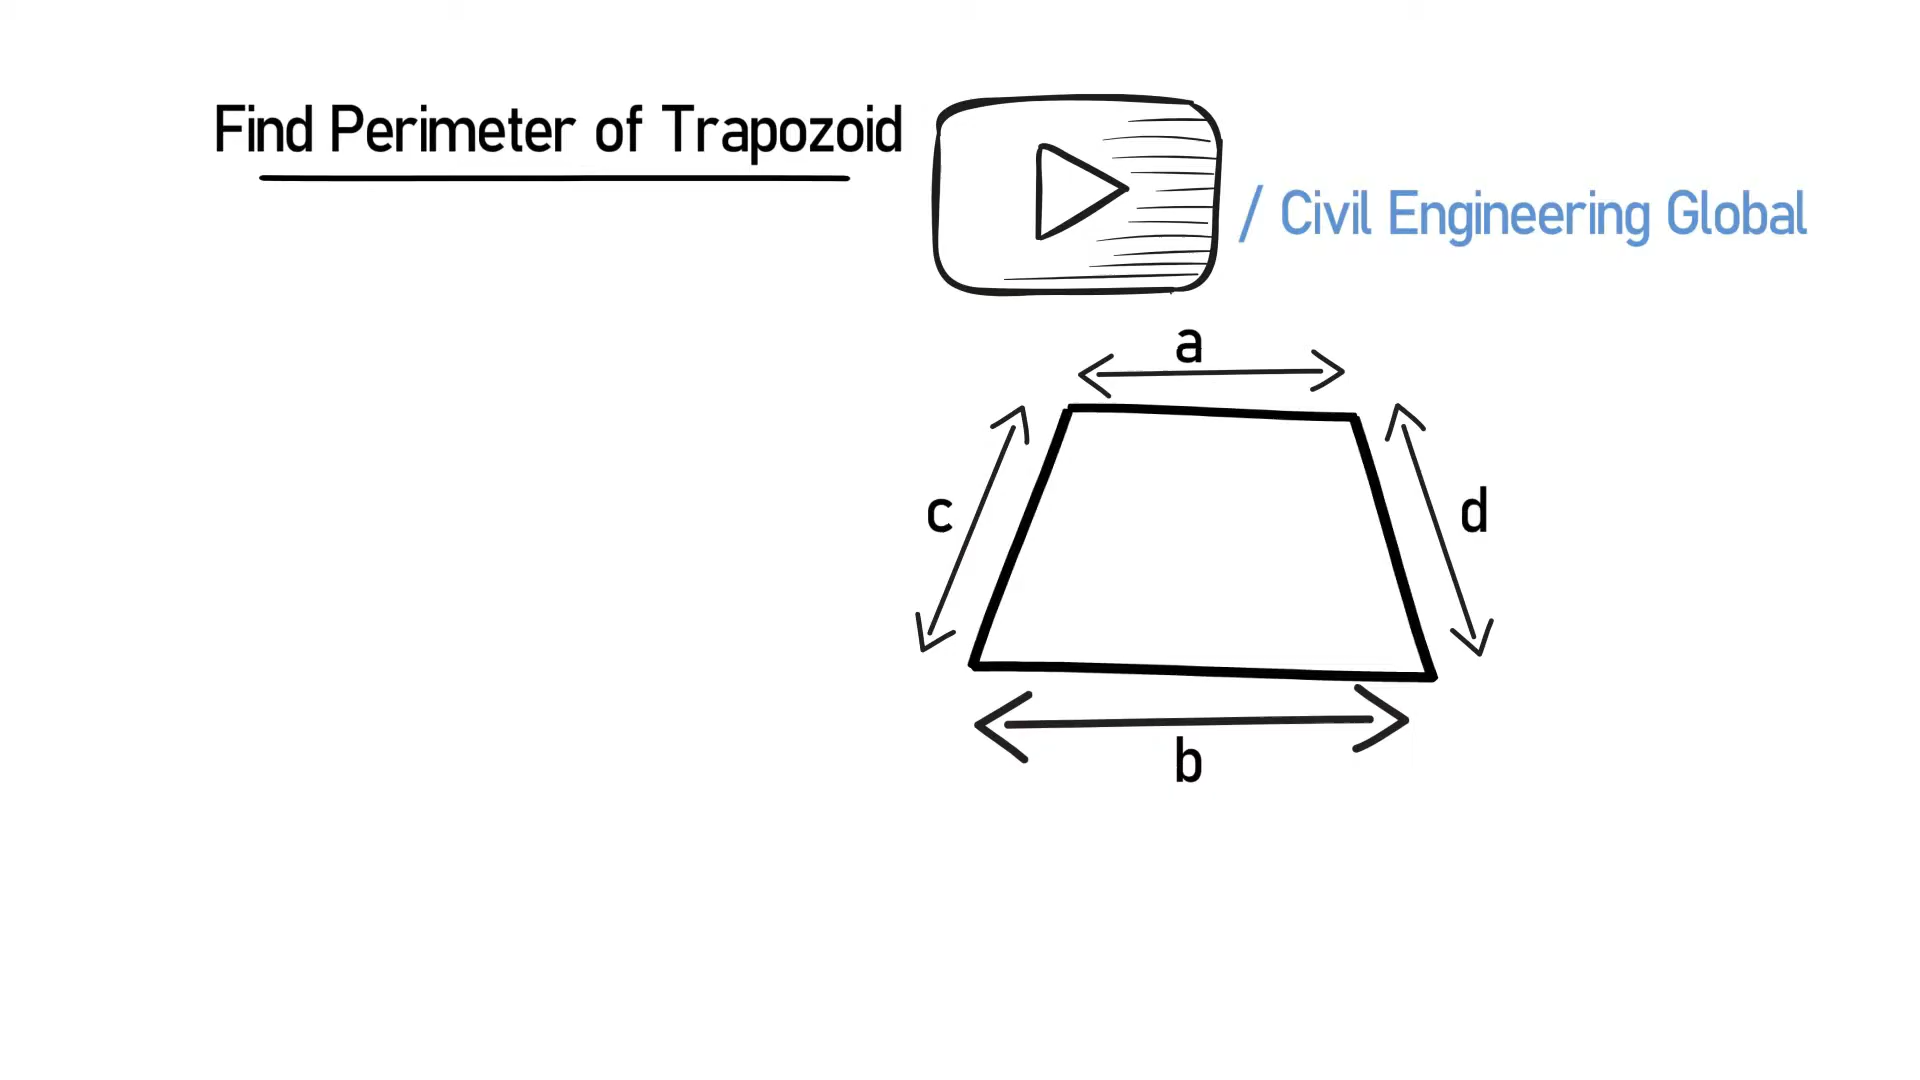 Find Perimeter of Trapozoid
/ Civil Engineering Global
a
c
d
b